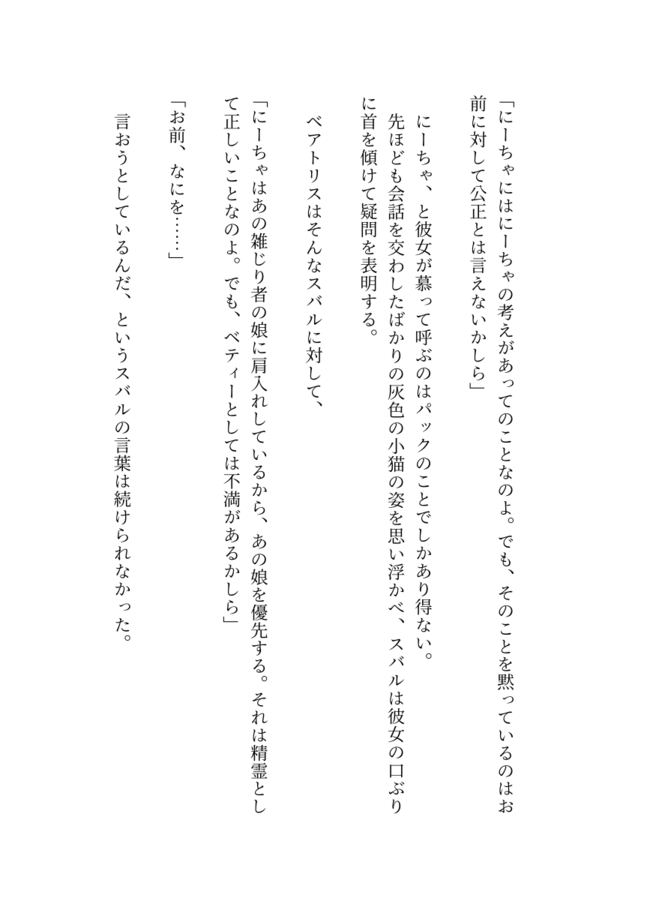 「にーちゃにはにーちゃの考えがあってのことなのよ。でも、そのことを黙っているのはお
前に対して公正とは言えないかしら」
にーちゃ、と彼女が慕って呼ぶのはパックのことでしかあり得ない。
先ほども会話を交わしたばかりの灰色の小猫の姿を思い浮かべ、スバルは彼女の口ぶり
に首を傾けて疑問を表明する。
ベアトリスはそんなスバルに対して、
「にーちゃはあの雑じり者の娘に肩入れしているから、あの娘を優先する。それは精霊とし
て正しいことなのよ。でも、ベティーとしては不満があるかしら」
「お前、なにを……」
言おうとしているんだ、というスバルの言葉は続けられなかった。